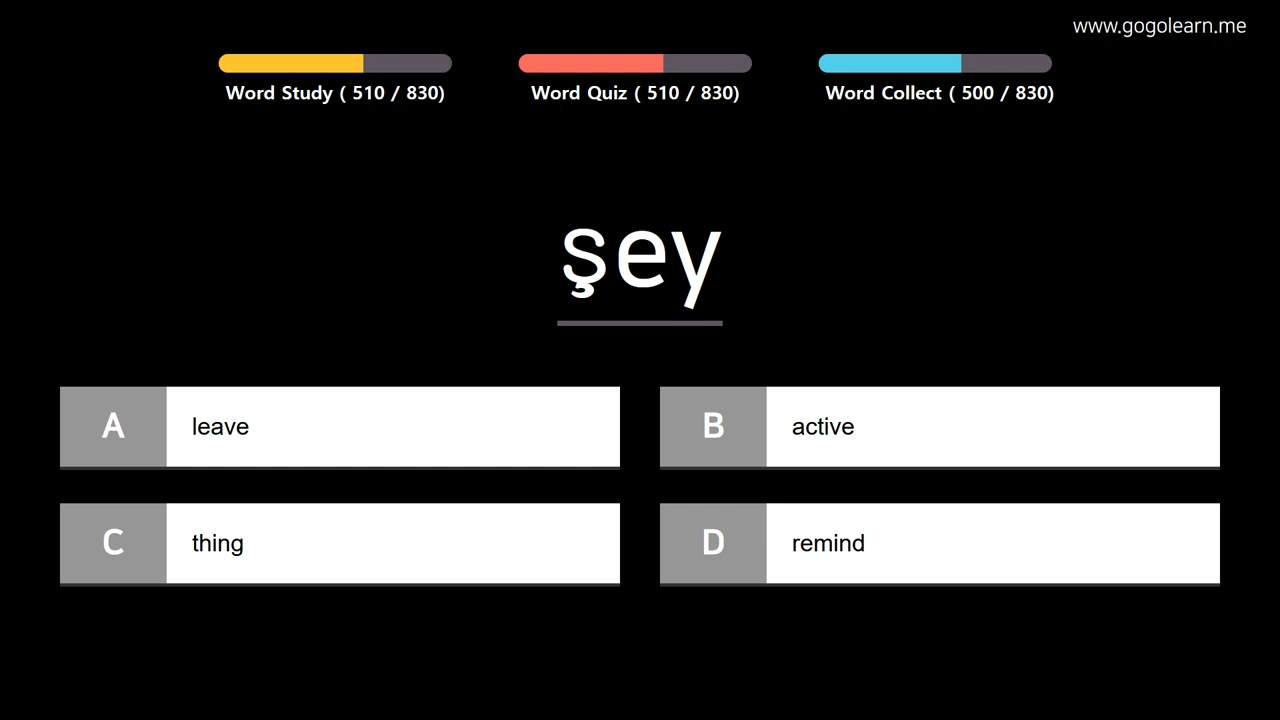 www.gogolearn.me
Word Study ( 510 / 830)
Word Quiz ( 510 / 830)
Word Collect ( 500 / 830)
şey
A leave
B active
C thing
D remind